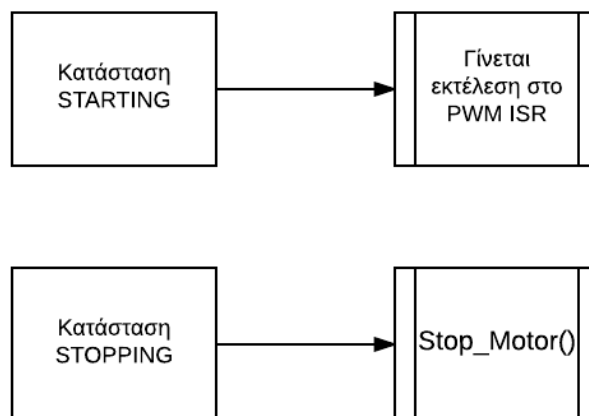 Κατάσταση
STARTING
Γίνεται
εκτέλεση στο
PWM ISR
Κατάσταση
STOPPING
Stop_Motor()